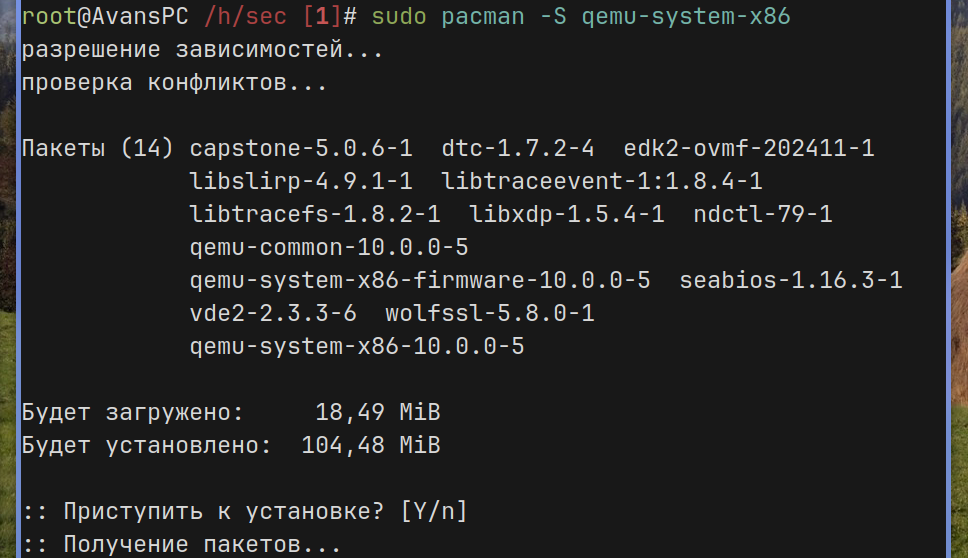 root@AvansPC /h/sec [1]# sudo pacman -S qemu-system-x86
разрешение зависимостей...
проверка конфликтов...
Пакеты (14) capstone-5.0.6-1  dtc-1.7.2-4  edk2-ovmf-202411-1
libslirp-4.9.1-1  libtraceevent-1:1.8.4-1
libtracefs-1.8.2-1  libxdp-1.5.4-1  ndctl-79-1
qemu-common-10.0.0-5
qemu-system-x86-firmware-10.0.0-5  seabios-1.16.3-1
vde2-2.3.3-6  wolfssl-5.8.0-1
qemu-system-x86-10.0.0-5
Будет загружено:     18,49 MiB
Будет установлено:  104,48 MiB
:: Приступить к установке? [Y/n]
:: Получение пакетов...